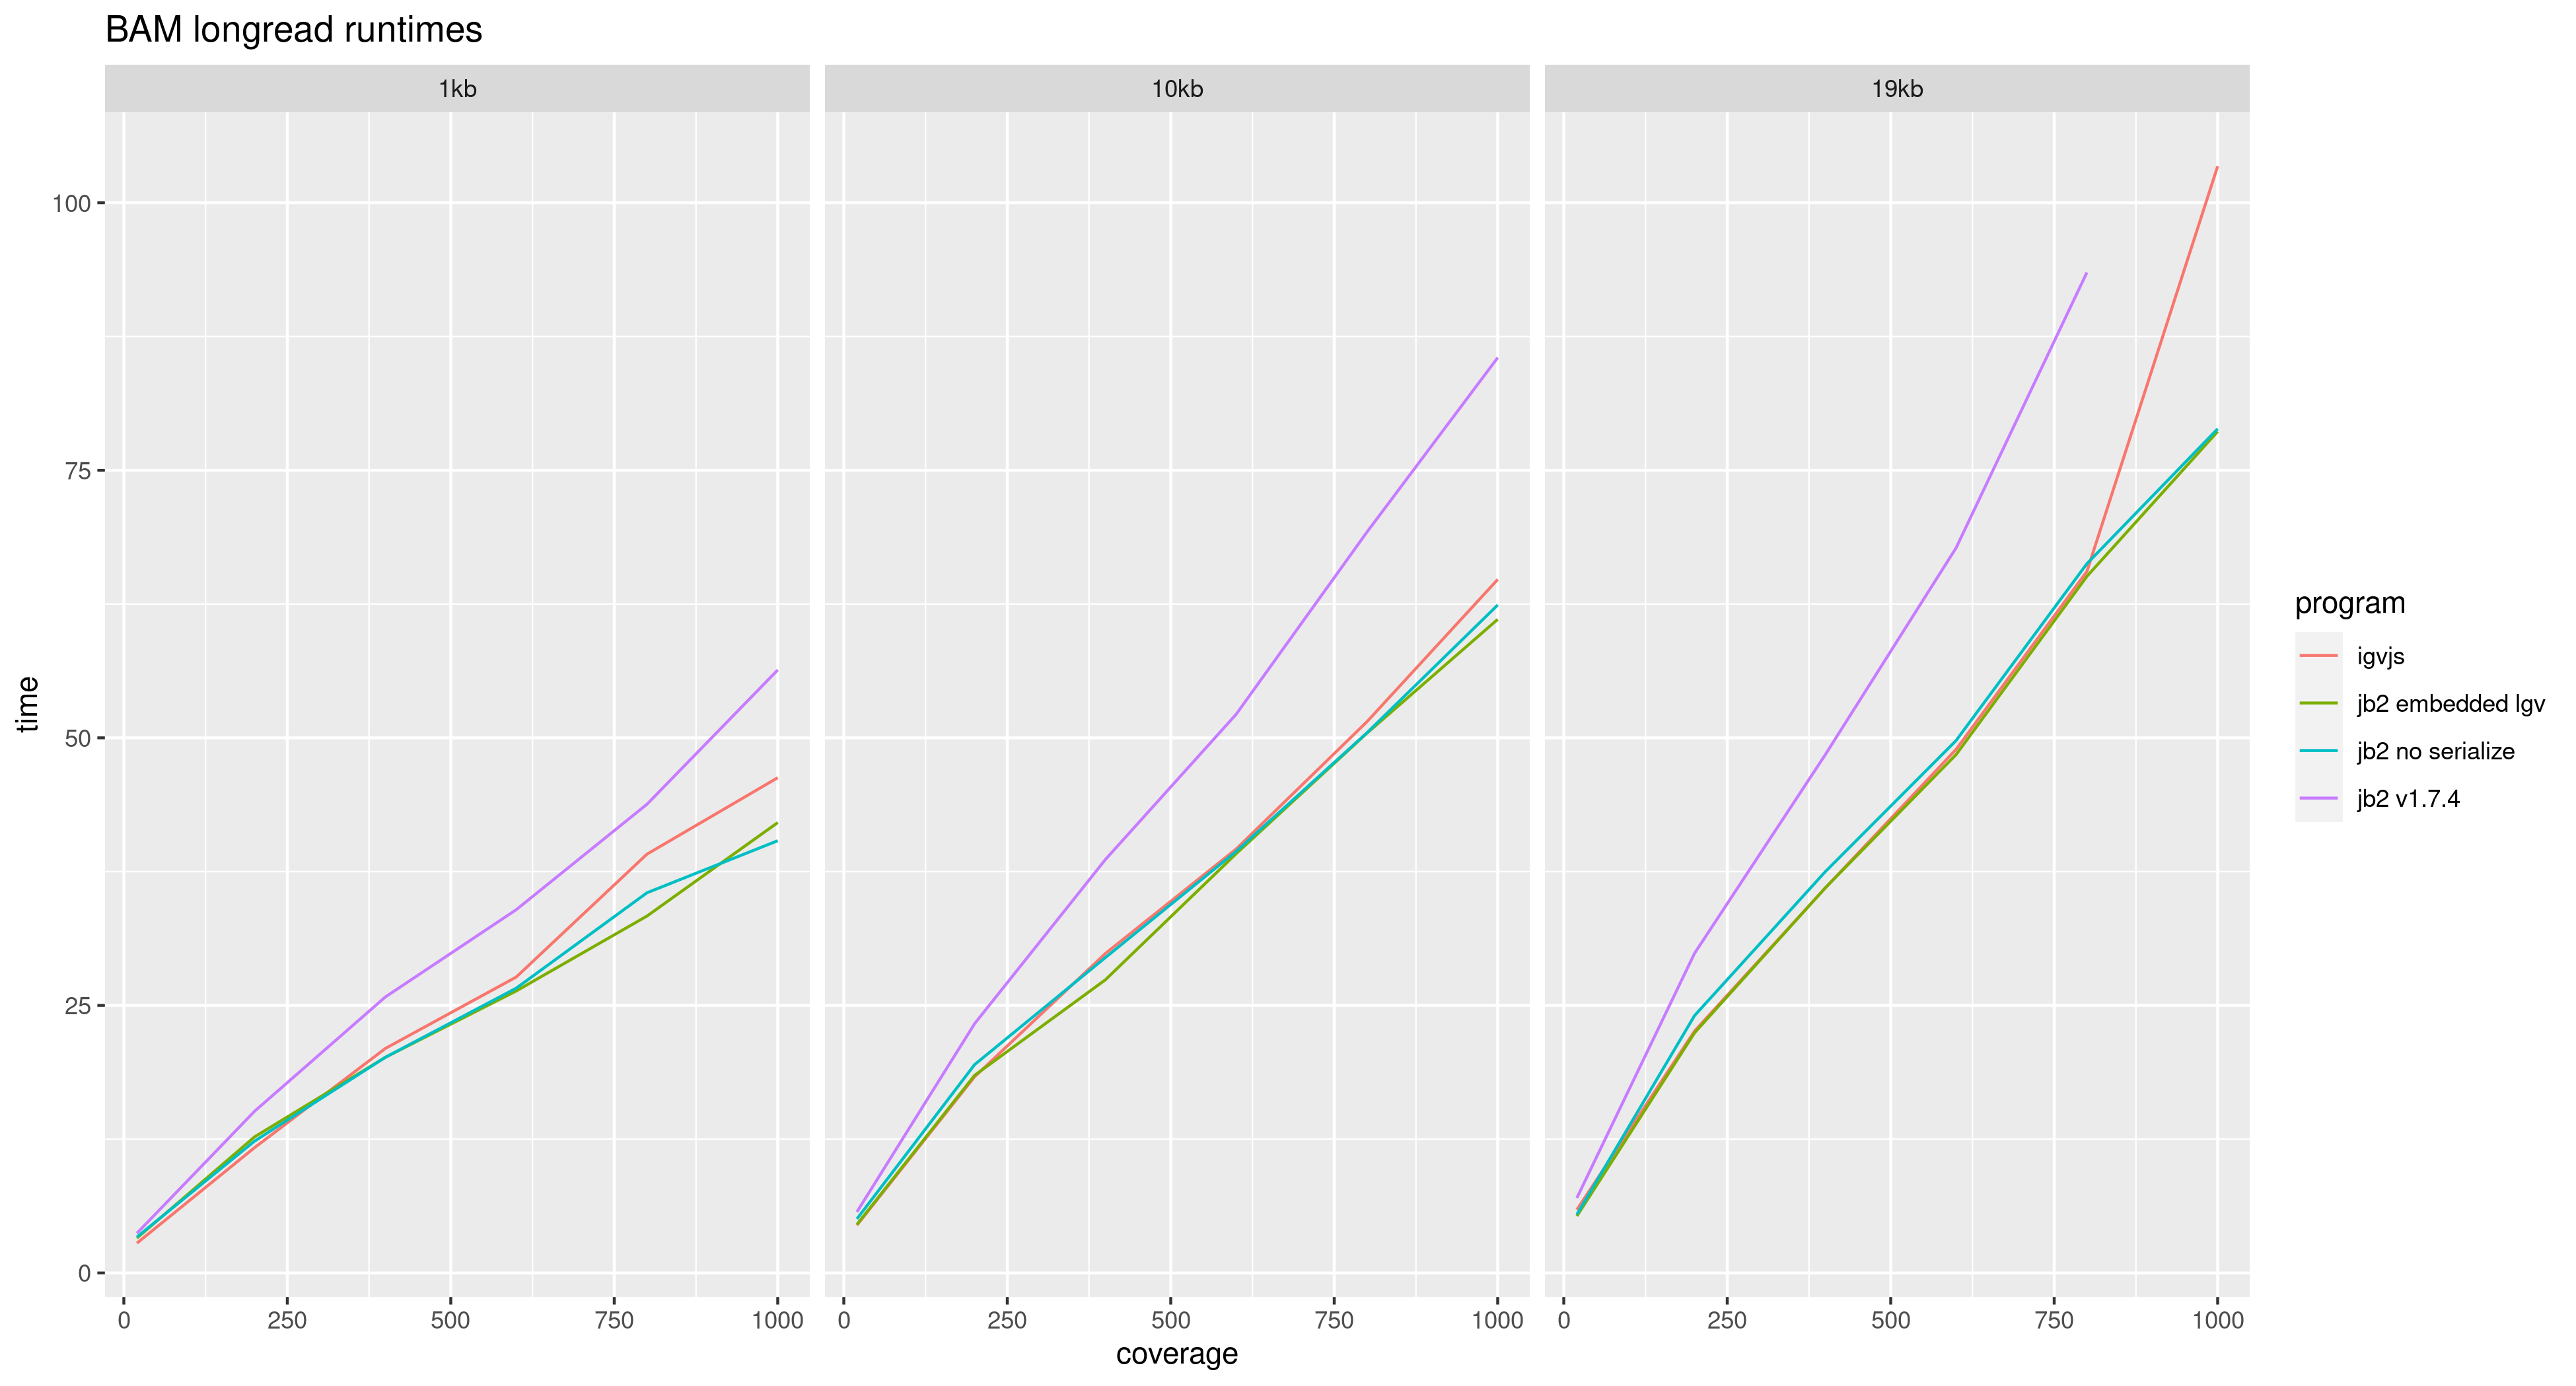 BAM longread runtimes
1kb
10kb
19kb
time
100
75
50
25
0
0 250 500 750 1000
0 250 500 750 1000
0 250 500 750 1000
coverage
program
igvjs
jb2 embedded lgv
jb2 no serialize
jb2 v1.7.4